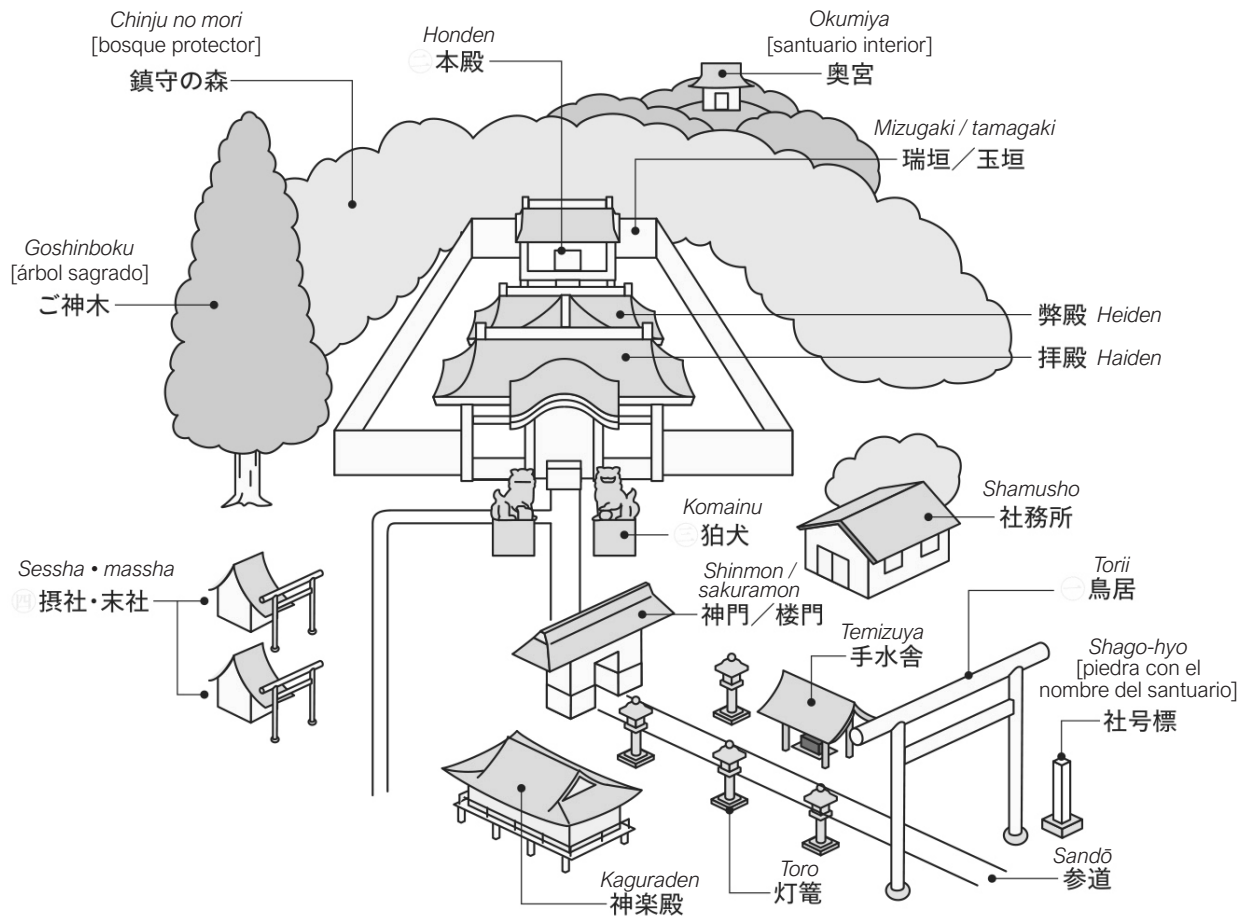 Chinju no mori
[bosque protector]
鎮守の森
Honden
㊁本殿
Okumiya
[santuario interior]
奥宮
Mizugaki / tamagaki
瑞垣／玉垣
Goshinboku
[árbol sagrado]
ご神木
弊殿 Heiden
拝殿 Haiden
Komainu
㊂狛犬
Shamusho
社務所
Sessha • massha
㊃摂社・末社
Shinmon /
sakuramon
神門／楼門
Torii
㊀鳥居
Temizuya
手水舎
Shago-hyo
[piedra con el
nombre del santuario]
社号標
Kaguraden
神楽殿
Toro
灯篭
Sandō
参道